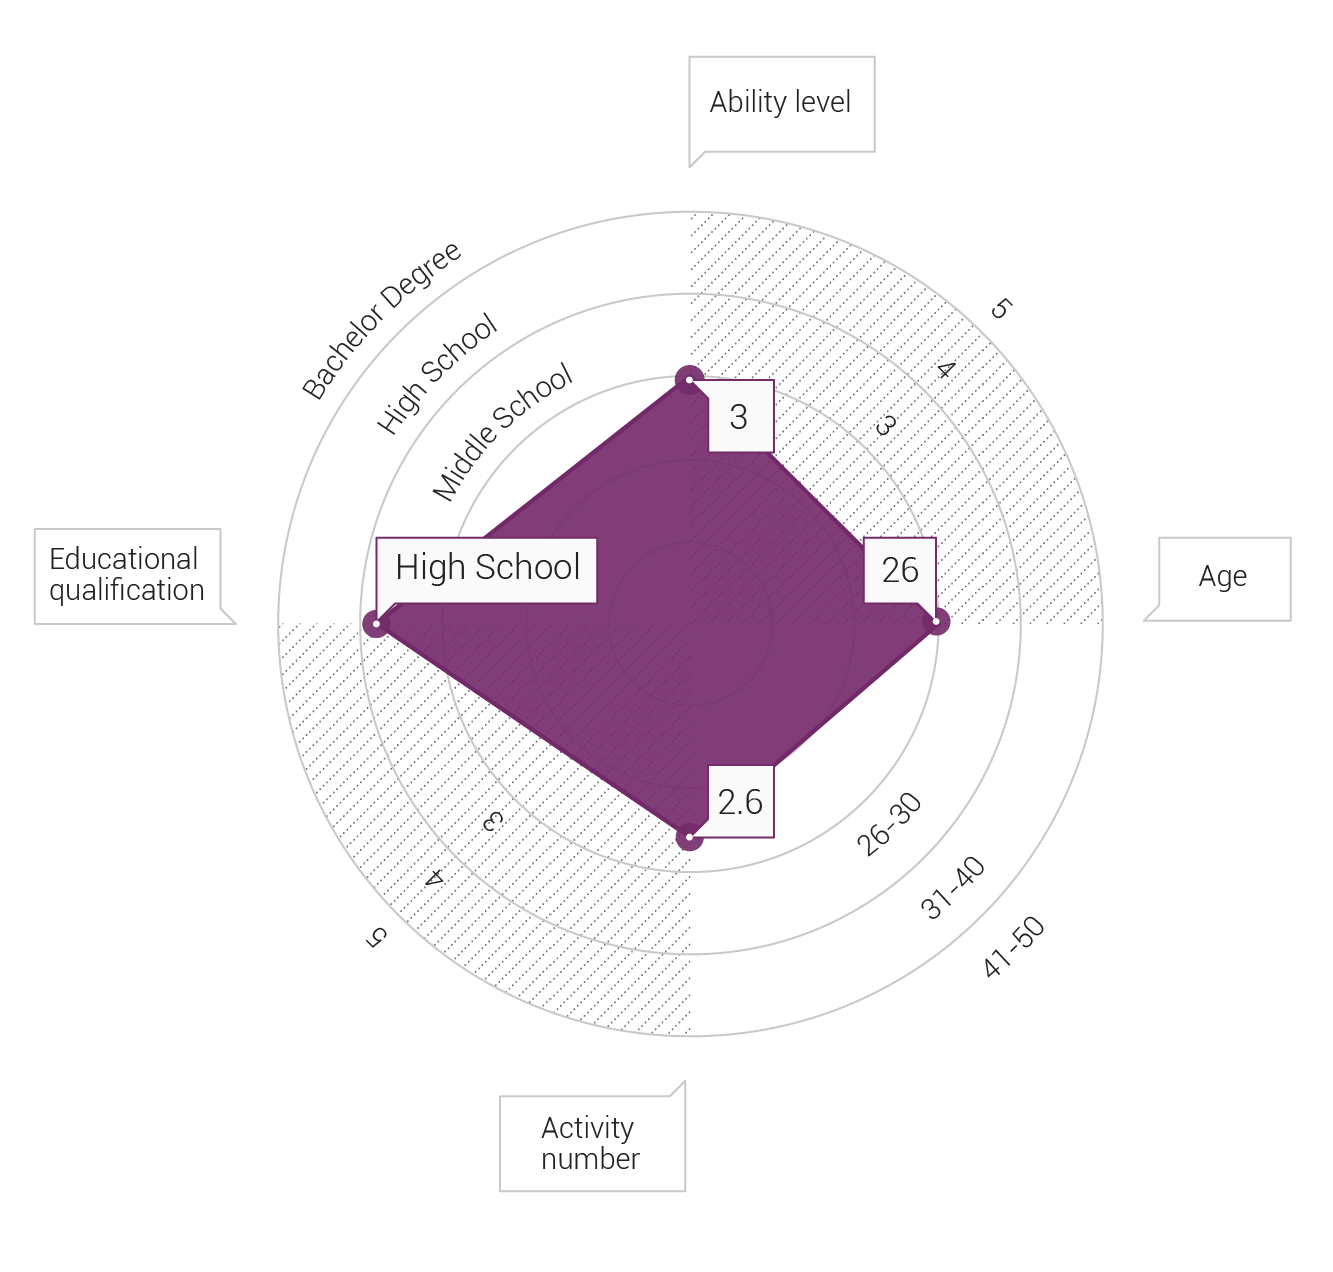 Ability level
Bachelor Degree
High School
Middle School
5
4
3
3
High School
26
2.6
Educational
qualification
Age
3
4
5
26-30
31-40
41-50
Activity
number